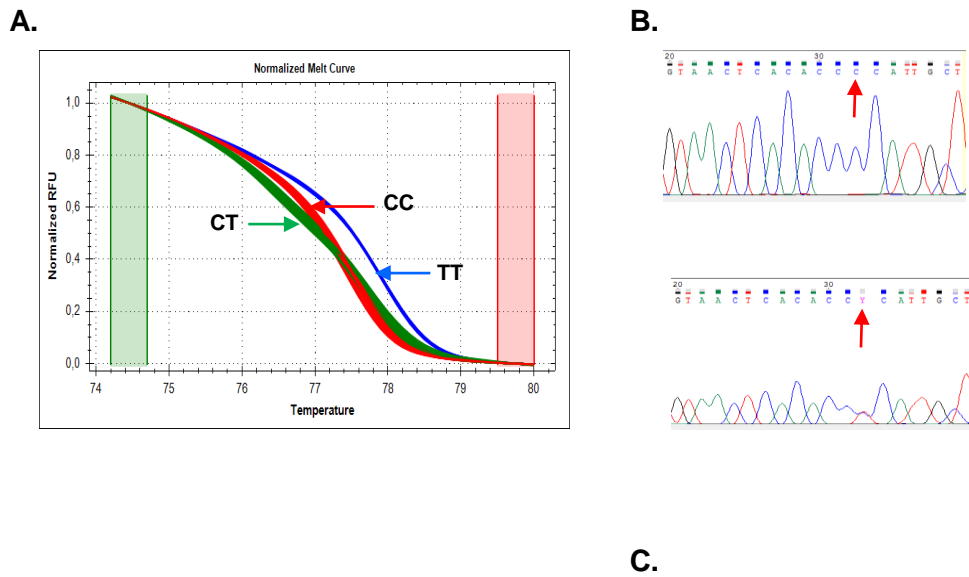 A.
Normalized Melt Curve
Normalized RFU
1,0
0,8
0,6
0,4
0,2
0,0
CC
CT
TT
74 75 76 77 78 79 80
Temperature
B.
20 30
G T A A C T C A C A C C C C A T T G C T
20 30
G T A A C T C A C A C C Y C A T T G C T
C.